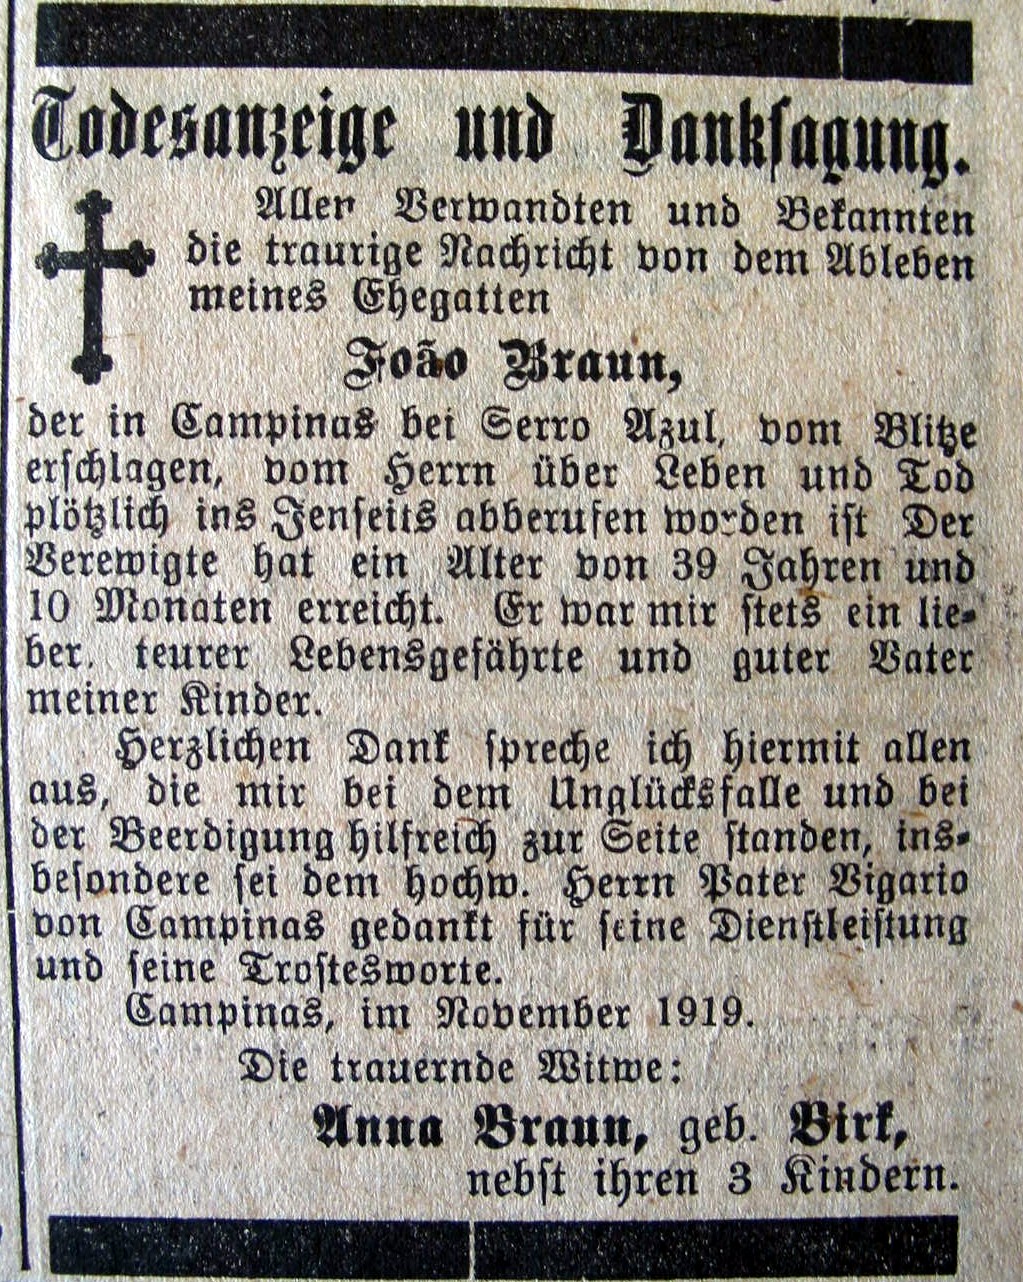 Todesanzeige und Danksagung.
Allen Verwandten und Bekannten
die traurige Nachricht von dem Ableben
meines Ehegatten
João Braun,
der in Campinas bei Serro Azul, vom Blitze
erschlagen, vom Herrn über Leben und Tod
plötzlich ins Jenseits abberufen worden ist Der
Verewigte hat ein Alter von 39 Jahren und
10 Monaten erreicht. Er war mir stets ein lie-
ber, teurer Lebensgefährte und guter Vater
meiner Kinder.
Herzlichen Dank spreche ich hiermit allen
aus, die mir bei dem Unglücksfalle und bei
der Beerdigung hilfreich zur Seite standen, ins-
besondere sei dem hochw. Herrn Pater Vigario
von Campinas gedankt für seine Dienstleistung
und seine Trostesworte.
Campinas, im November 1919.
Die trauernde Witwe:
Anna Braun, geb. Birk,
nebst ihren 3 Kindern.